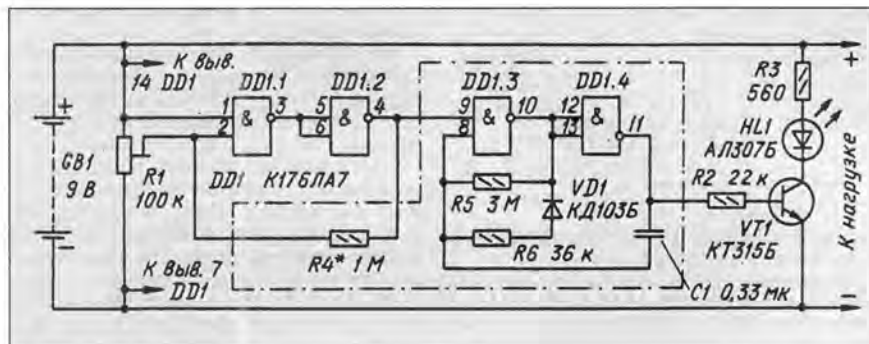 К выв.
14 DD1
DD1.1
DD1.2
DD1.3
DD1.4
R3
560
+
+
1
2
&
3
5
6
&
4
9
8
&
10
12
13
&
11
HL1
АЛ307Б
GB1
9 В
R1
100 к
DD1 К176ЛА7
R5 3 М
VD1
КД103Б
R2 22 к
VT1
КТ315Б
R4* 1 М
R6 36 к
К выв. 7
DD1
C1 0,33 мк
К нагрузке
−
−